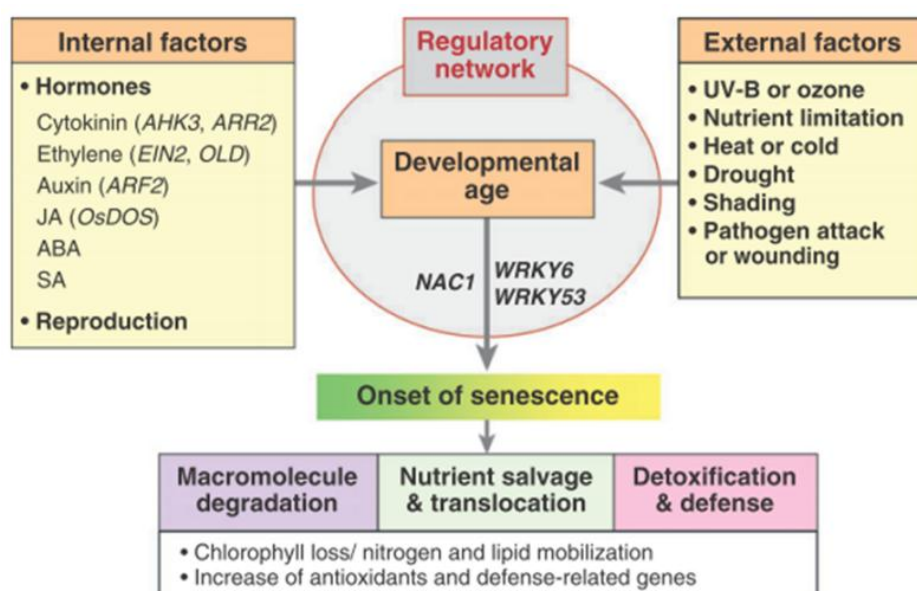 Internal factors
• Hormones
Cytokinin (AHK3, ARR2)
Ethylene (EIN2, OLD)
Auxin (ARF2)
JA (OsDOS)
ABA
SA
• Reproduction
Regulatory
network
Developmental
age
NAC1
WRKY6
WRKY53
External factors
• UV-B or ozone
• Nutrient limitation
• Heat or cold
• Drought
• Shading
• Pathogen attack
or wounding
Onset of senescence
Macromolecule
degradation
Nutrient salvage
& translocation
Detoxification
& defense
• Chlorophyll loss/ nitrogen and lipid mobilization
• Increase of antioxidants and defense-related genes